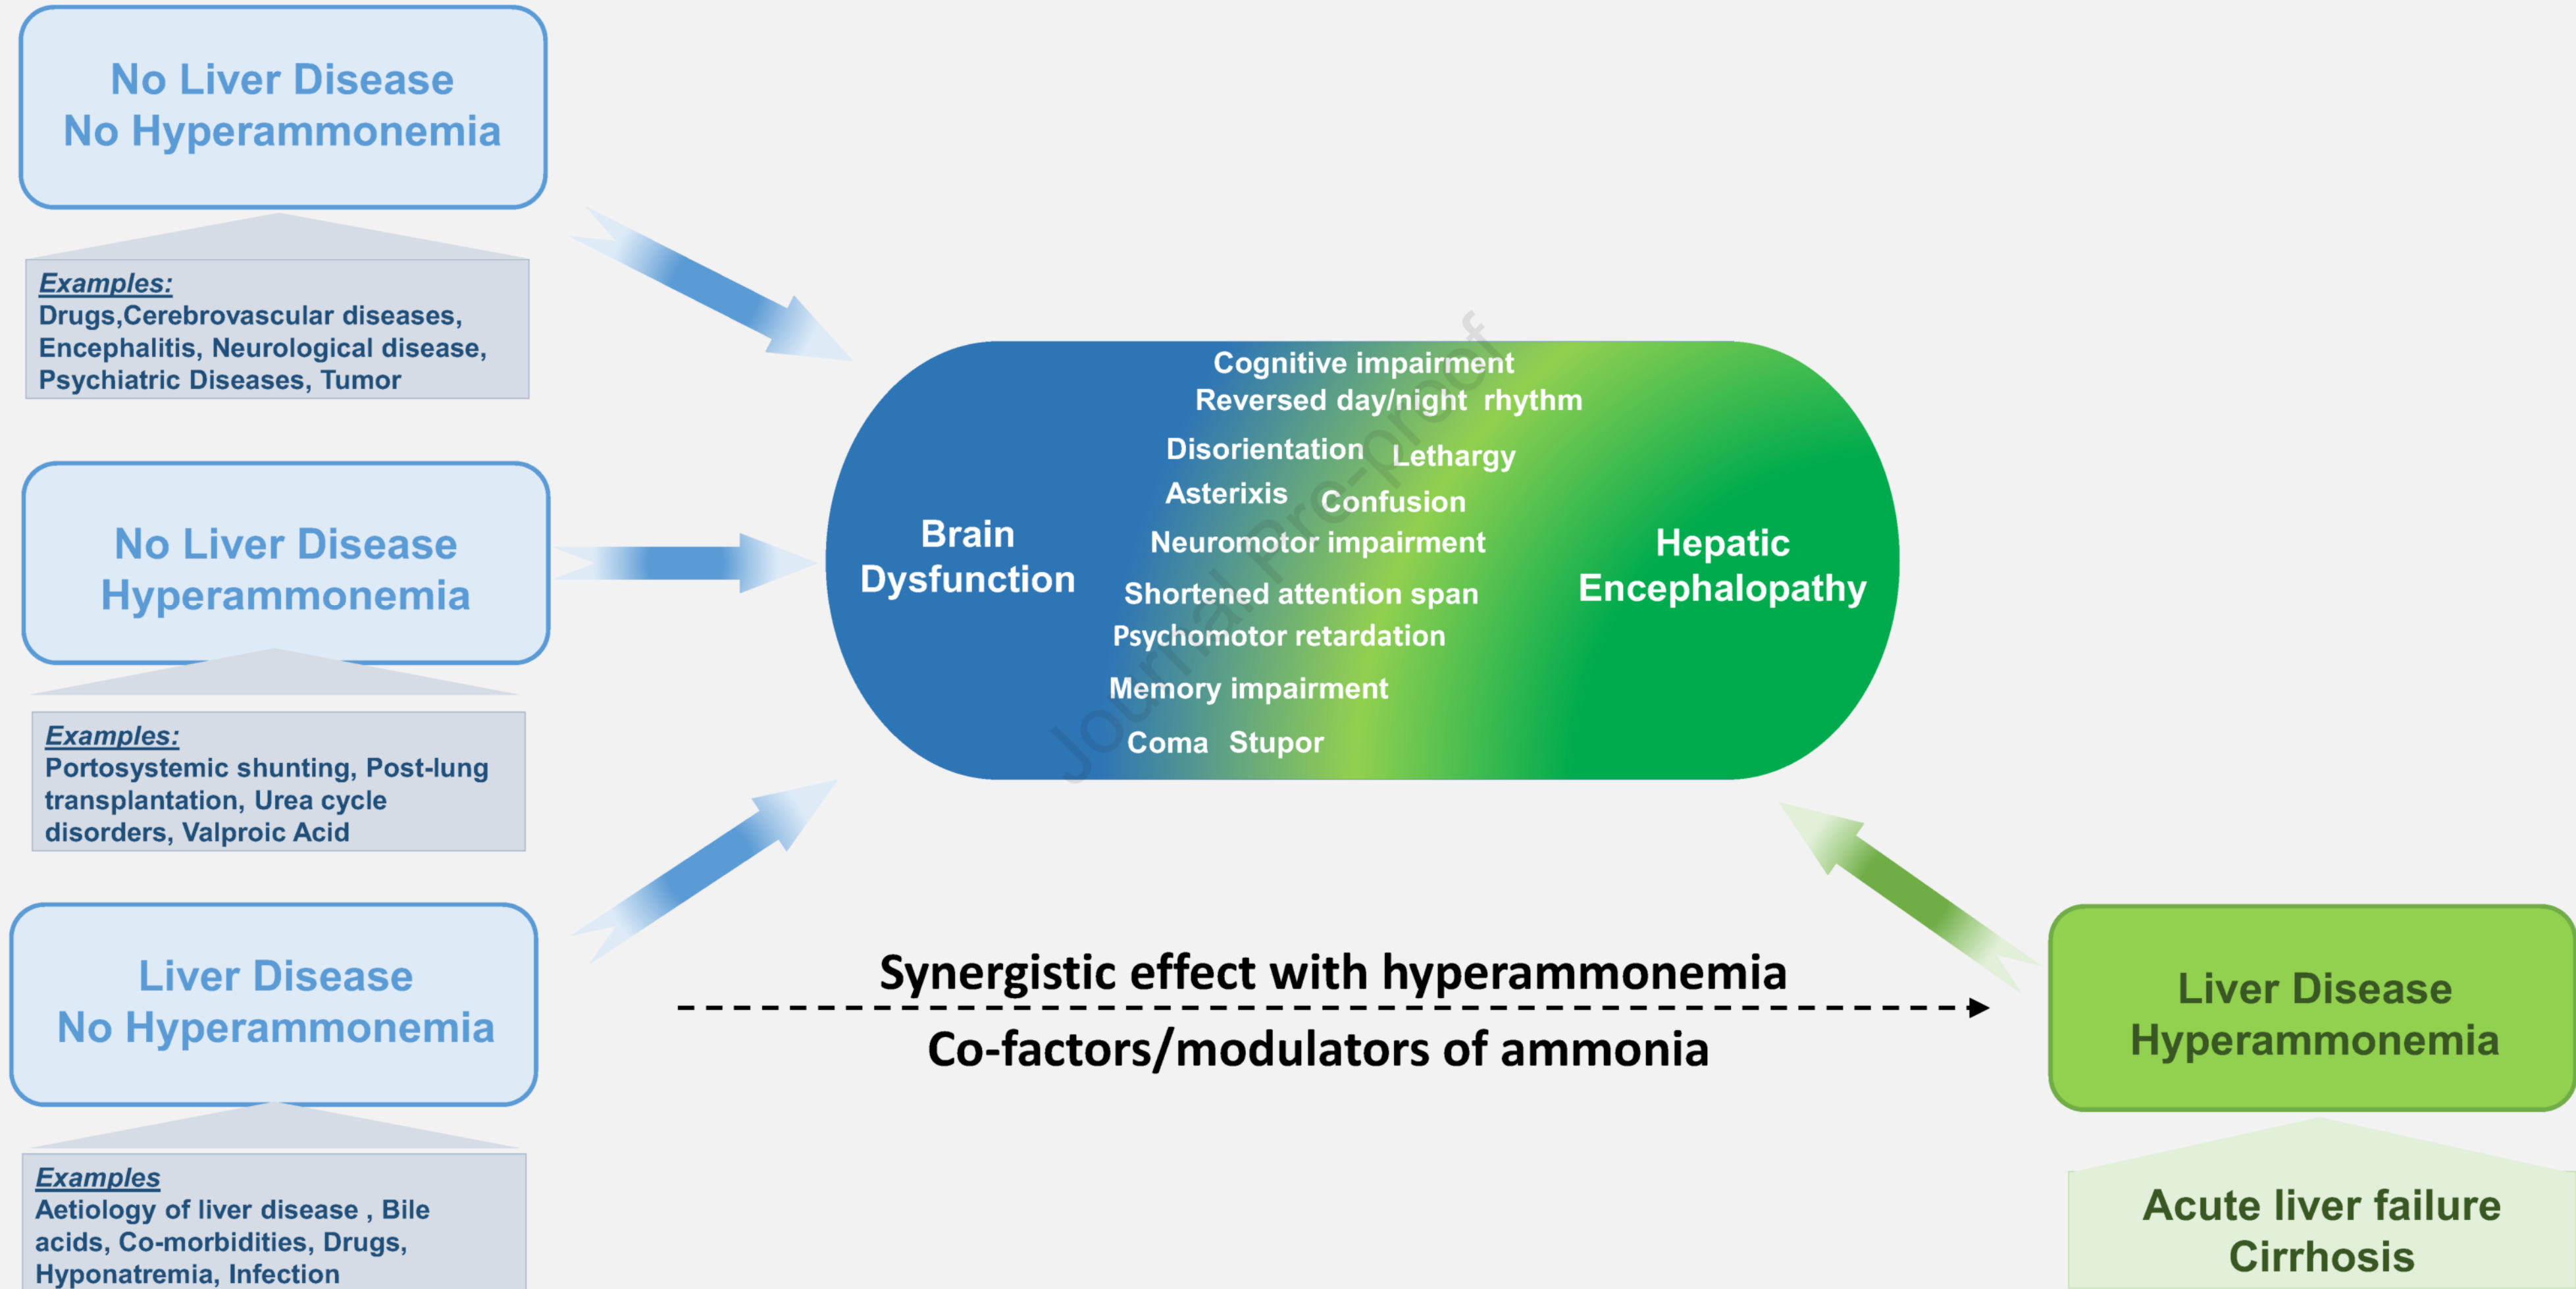 No Liver Disease
No Hyperammonemia
Examples:
Drugs,Cerebrovascular diseases,
Encephalitis, Neurological disease,
Psychiatric Diseases, Tumor
No Liver Disease
Hyperammonemia
Examples:
Portosystemic shunting, Post-lung
transplantation, Urea cycle
disorders, Valproic Acid
Liver Disease
No Hyperammonemia
Examples
Aetiology of liver disease , Bile
acids, Co-morbidities, Drugs,
Hyponatremia, Infection
Brain
Dysfunction
Cognitive impairment
Reversed day/night rhythm
Disorientation Lethargy
Asterixis Confusion
Neuromotor impairment
Shortened attention span
Psychomotor retardation
Memory impairment
Coma Stupor
Hepatic
Encephalopathy
Journal Pre-proof
Synergistic effect with hyperammonemia
Co-factors/modulators of ammonia
Liver Disease
Hyperammonemia
Acute liver failure
Cirrhosis